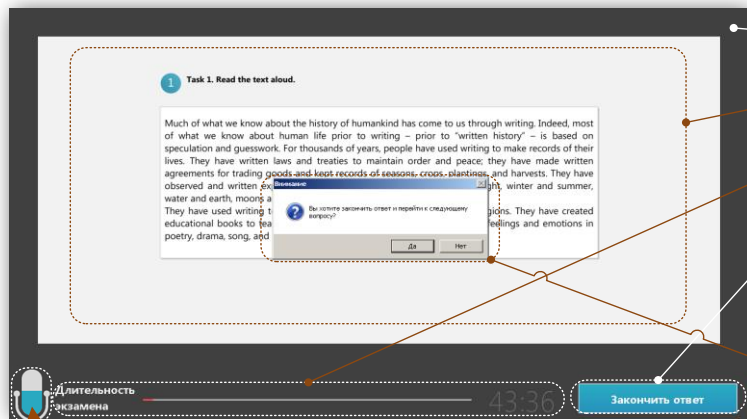 1 Task 1. Read the text aloud.
Much of what we know about the history of humankind has come to us through writing. Indeed, most
of what we know about human life prior to writing – prior to “written history” – is based on
speculation and guesswork. For thousands of years, people have used writing to make records of their
lives. They have written laws and treaties to maintain order and peace; they have made written
agreements for trading goods and kept records of seasons, crops, plantings, and harvests. They have
observed and written ght, winter and summer,
water and earth, moons
They have used writing gions. They have created
educational books to eelings and emotions in
poetry, drama, song, and
Внимание
Вы хотите закончить ответ и перейти к следующему
вопросу?
Да Нет
Длительность
экзамена
43:36
Закончить ответ